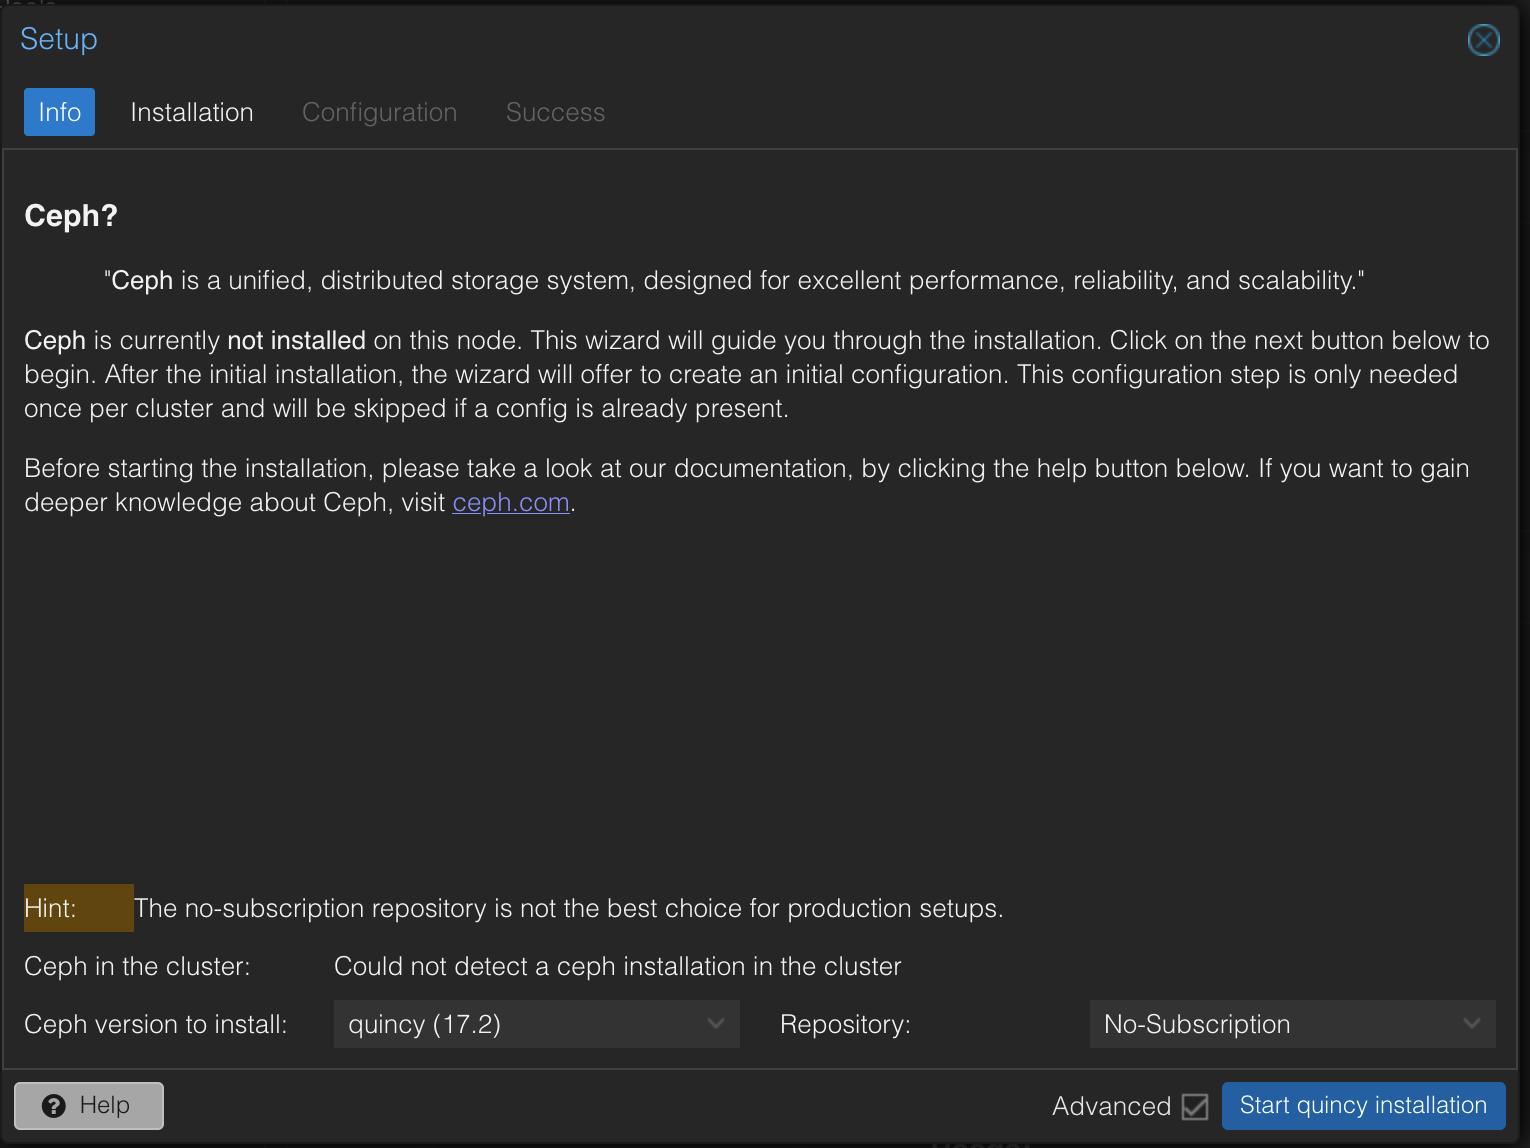 Setup
Info Installation Configuration Success
Ceph?
"Ceph is a unified, distributed storage system, designed for excellent performance, reliability, and scalability."
Ceph is currently not installed on this node. This wizard will guide you through the installation. Click on the next button below to
begin. After the initial installation, the wizard will offer to create an initial configuration. This configuration step is only needed
once per cluster and will be skipped if a config is already present.
Before starting the installation, please take a look at our documentation, by clicking the help button below. If you want to gain
deeper knowledge about Ceph, visit ceph.com.
Hint: The no-subscription repository is not the best choice for production setups.
Ceph in the cluster: Could not detect a ceph installation in the cluster
Ceph version to install: quincy (17.2) Repository: No-Subscription
Help Advanced Start quincy installation